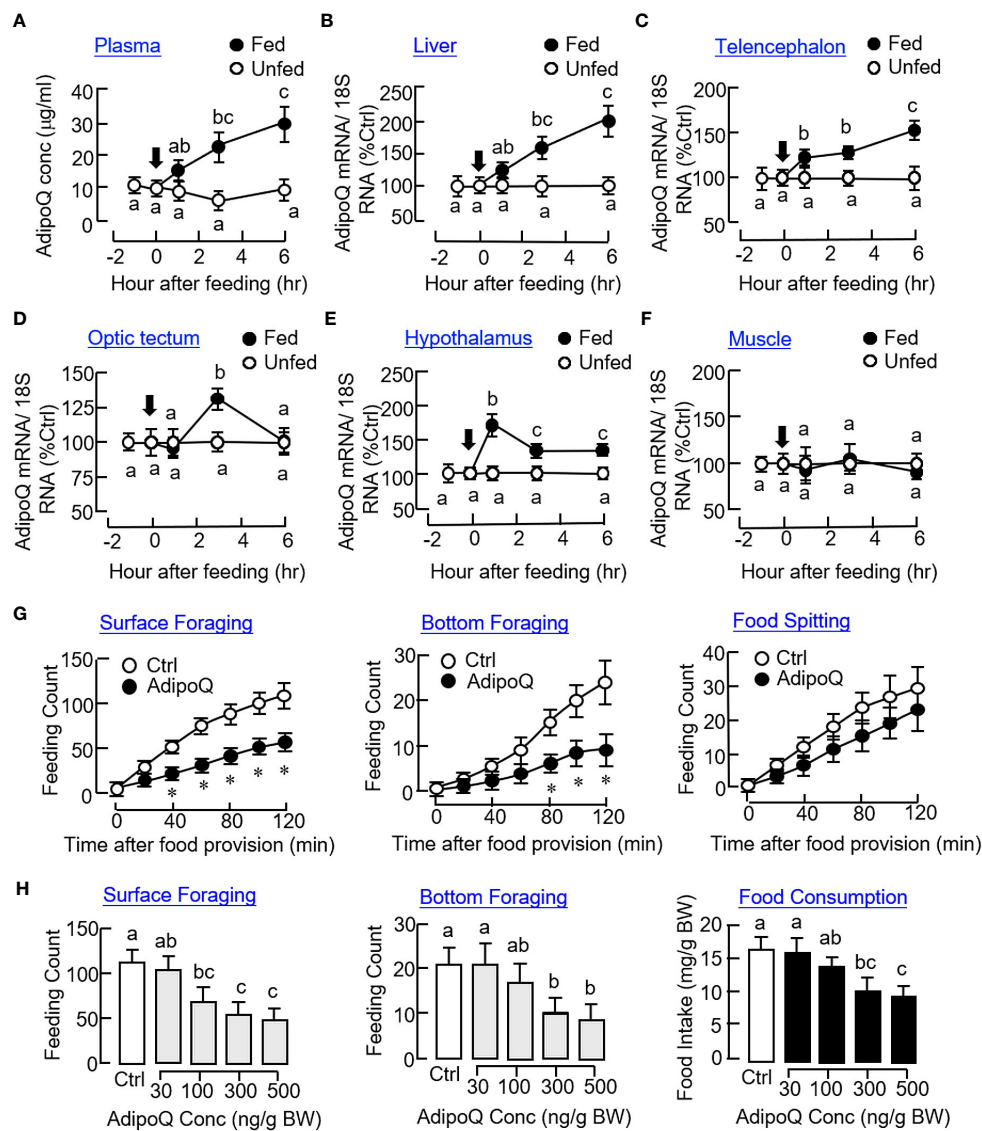 A
Plasma
Fed
Unfed
AdipoQ conc (µg/ml)
40
30
20
10
0
ab
bc
c
a
a
a
a
a
-2
0
2
4
6
Hour after feeding (hr)
B
Liver
Fed
Unfed
AdipoQ mRNA/ 18S
RNA (%Ctrl)
250
200
150
100
50
ab
bc
c
a
a
a
a
a
-2
0
2
4
6
Hour after feeding (hr)
C
Telencephalon
Fed
Unfed
AdipoQ mRNA/ 18S
RNA (%Ctrl)
200
150
100
50
b
b
c
a
a
a
a
a
-2
0
2
4
6
Hour after feeding (hr)
D
Optic tectum
Fed
Unfed
AdipoQ mRNA/ 18S
RNA (%Ctrl)
150
125
100
75
50
a
b
a
a
a
a
a
a
-2
0
2
4
6
Hour after feeding (hr)
E
Hypothalamus
Fed
Unfed
AdipoQ mRNA/ 18S
RNA (%Ctrl)
250
200
150
100
50
b
c
c
a
a
a
a
a
-2
0
2
4
6
Hour after feeding (hr)
F
Muscle
Fed
Unfed
AdipoQ mRNA/ 18S
RNA (%Ctrl)
200
150
100
50
a
a
a
a
a
a
a
a
-2
0
2
4
6
Hour after feeding (hr)
G
Surface Foraging
Ctrl
AdipoQ
Feeding Count
150
100
50
0
* * * * *
0
40
80
120
Time after food provision (min)
Bottom Foraging
Ctrl
AdipoQ
Feeding Count
30
20
10
0
* * *
0
40
80
120
Time after food provision (min)
Food Spitting
Ctrl
AdipoQ
Feeding Count
40
30
20
10
0
0
40
80
120
Time after food provision (min)
H
Surface Foraging
Feeding Count
150
100
50
0
a
ab
bc
c
c
Ctrl
30
100
300
500
AdipoQ Conc (ng/g BW)
Bottom Foraging
Feeding Count
30
20
10
0
a
a
ab
b
b
Ctrl
30
100
300
500
AdipoQ Conc (ng/g BW)
Food Consumption
Food Intake (mg/g BW)
20
15
10
5
0
a
a
ab
bc
c
Ctrl
30
100
300
500
AdipoQ Conc (ng/g BW)